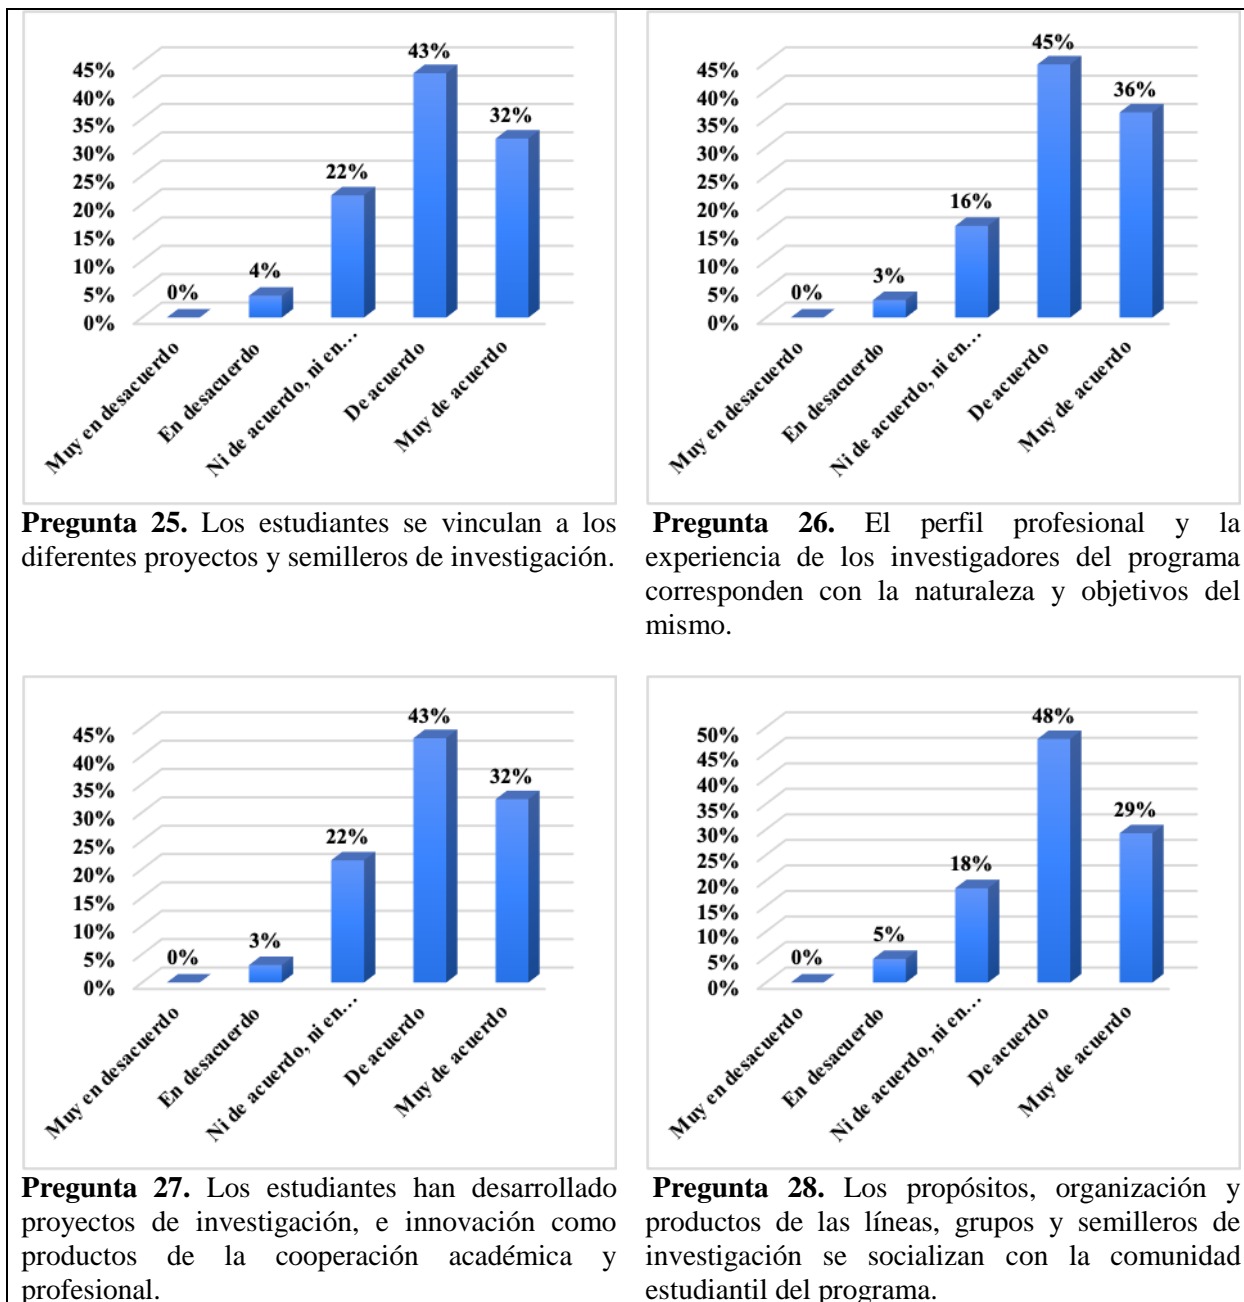 45%
40%
35%
30%
25%
20%
15%
10%
5%
0%
0%
4%
22%
43%
32%
Muy en desacuerdo
En desacuerdo
Ni de acuerdo, ni en…
De acuerdo
Muy de acuerdo
Pregunta 25. Los estudiantes se vinculan a los
diferentes proyectos y semilleros de investigación.
45%
40%
35%
30%
25%
20%
15%
10%
5%
0%
0%
3%
16%
45%
36%
Muy en desacuerdo
En desacuerdo
Ni de acuerdo, ni en…
De acuerdo
Muy de acuerdo
Pregunta 26. El perfil profesional y la
experiencia de los investigadores del programa
corresponden con la naturaleza y objetivos del
mismo.
45%
40%
35%
30%
25%
20%
15%
10%
5%
0%
0%
3%
22%
43%
32%
Muy en desacuerdo
En desacuerdo
Ni de acuerdo, ni en…
De acuerdo
Muy de acuerdo
Pregunta 27. Los estudiantes han desarrollado
proyectos de investigación, e innovación como
productos de la cooperación académica y
profesional.
50%
45%
40%
35%
30%
25%
20%
15%
10%
5%
0%
0%
5%
18%
48%
29%
Muy en desacuerdo
En desacuerdo
Ni de acuerdo, ni en…
De acuerdo
Muy de acuerdo
Pregunta 28. Los propósitos, organización y
productos de las líneas, grupos y semilleros de
investigación se socializan con la comunidad
estudiantil del programa.